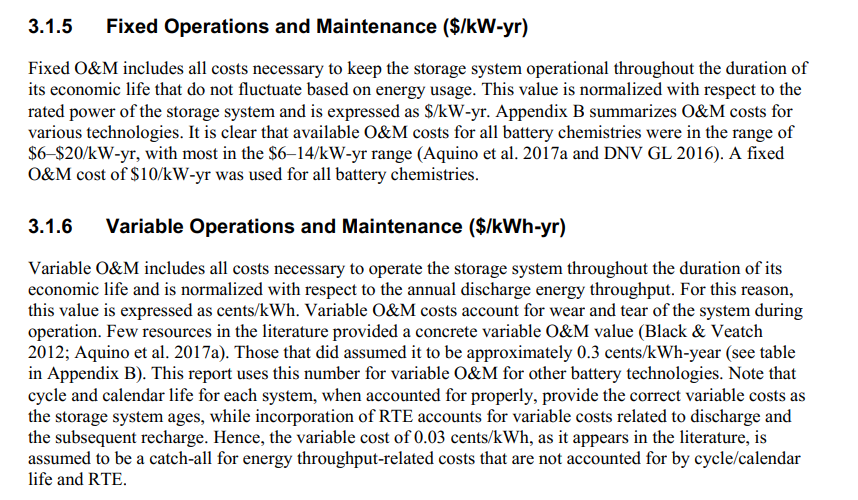 3.1.5 Fixed Operations and Maintenance ($/kW-yr)
Fixed O&M includes all costs necessary to keep the storage system operational throughout the duration of
its economic life that do not fluctuate based on energy usage. This value is normalized with respect to the
rated power of the storage system and is expressed as $/kW-yr. Appendix B summarizes O&M costs for
various technologies. It is clear that available O&M costs for all battery chemistries were in the range of
$6–$20/kW-yr, with most in the $6–14/kW-yr range (Aquino et al. 2017a and DNV GL 2016). A fixed
O&M cost of $10/kW-yr was used for all battery chemistries.
3.1.6 Variable Operations and Maintenance ($/kWh-yr)
Variable O&M includes all costs necessary to operate the storage system throughout the duration of its
economic life and is normalized with respect to the annual discharge energy throughput. For this reason,
this value is expressed as cents/kWh. Variable O&M costs account for wear and tear of the system during
operation. Few resources in the literature provided a concrete variable O&M value (Black & Veatch
2012; Aquino et al. 2017a). Those that did assumed it to be approximately 0.3 cents/kWh-year (see table
in Appendix B). This report uses this number for variable O&M for other battery technologies. Note that
cycle and calendar life for each system, when accounted for properly, provide the correct variable costs as
the storage system ages, while incorporation of RTE accounts for variable costs related to discharge and
the subsequent recharge. Hence, the variable cost of 0.03 cents/kWh, as it appears in the literature, is
assumed to be a catch-all for energy throughput-related costs that are not accounted for by cycle/calendar
life and RTE.